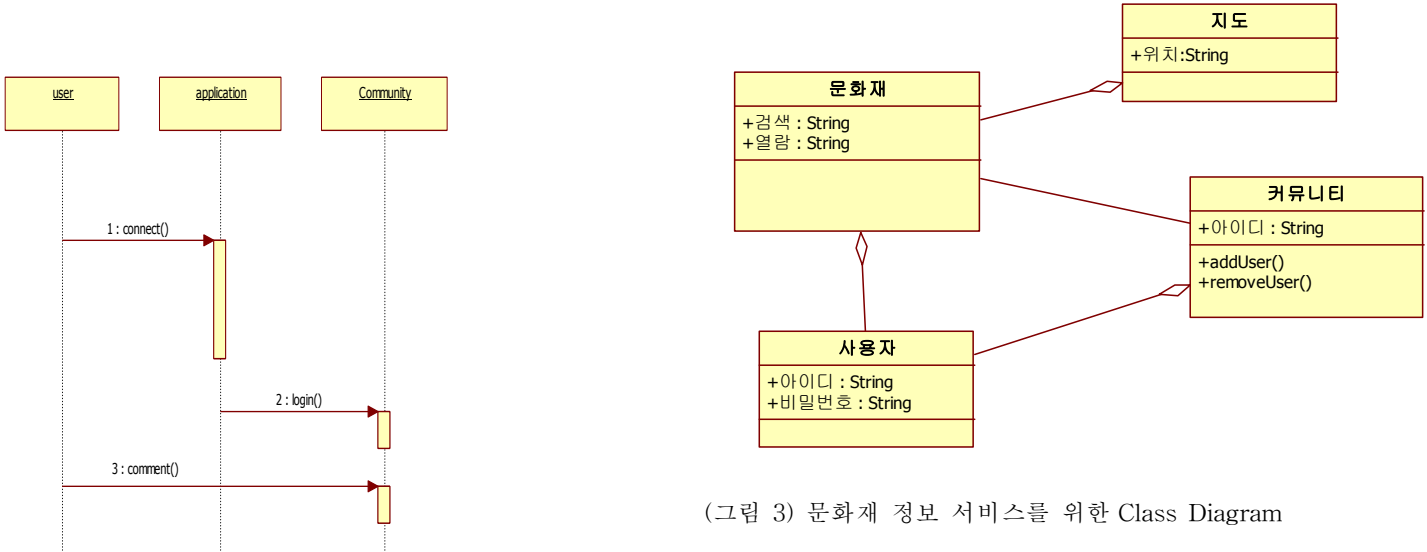 user
application
Community
1 : connect()
2 : login()
3 : comment()
지도
+위치:String
문화재
+검색 : String
+열람 : String
커뮤니티
+아이디 : String
+addUser()
+removeUser()
사용자
+아이디 : String
+비밀번호 : String
(그림 3) 문화재 정보 서비스를 위한 Class Diagram